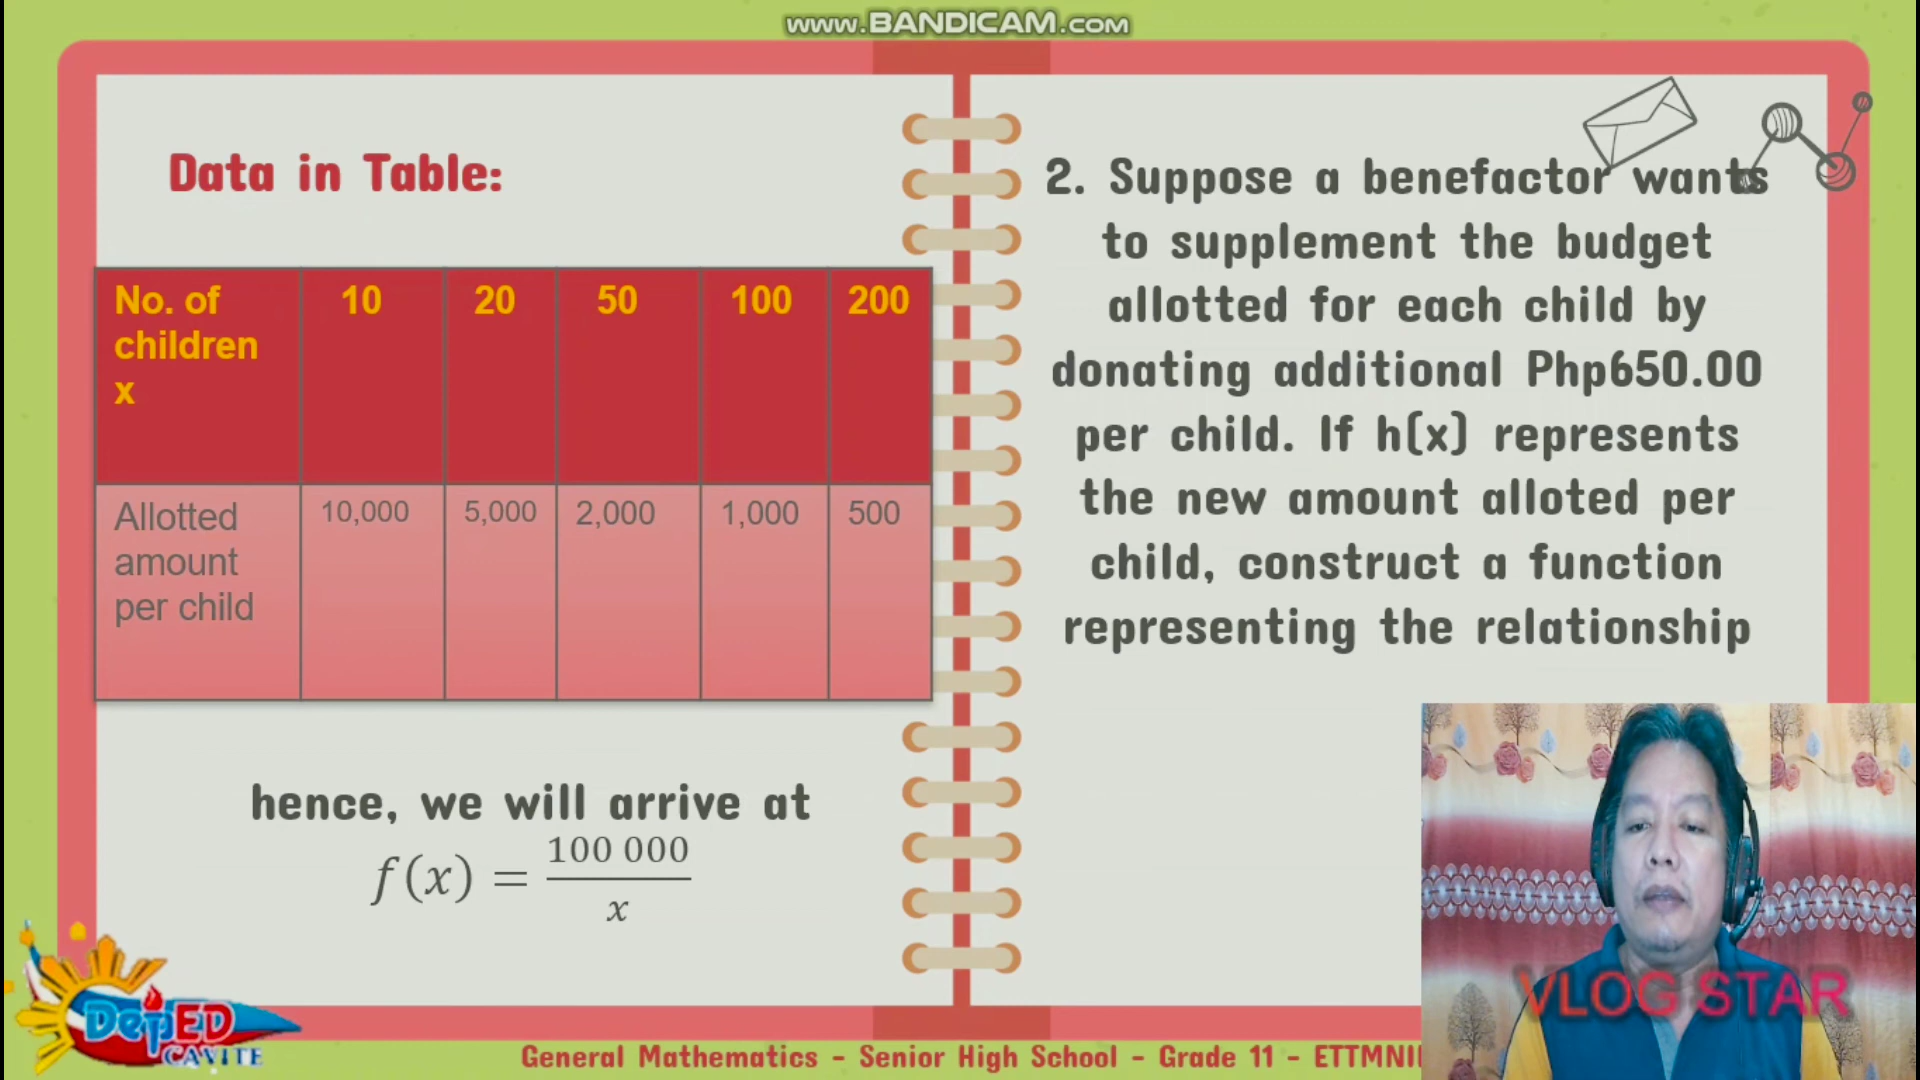 www.BANDICAM.com
Data in Table:
No. of children x 10 20 50 100 200
Allotted amount per child 10,000 5,000 2,000 1,000 500
hence, we will arrive at
f(x) = 100 000 / x
2. Suppose a benefactor wants
to supplement the budget
allotted for each child by
donating additional Php650.00
per child. If h(x) represents
the new amount alloted per
child, construct a function
representing the relationship
DepED
CAVITE
VLOG STAR
General Mathematics - Senior High School - Grade 11 -